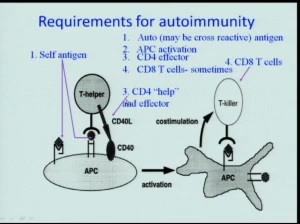 Requirements for autoimmunity
1. Auto (may be cross reactive) antigen
2. APC activation
3. CD4 effector
4. CD8 T cells- sometimes
1. Self antigen
4. CD8 T cells
3. CD4 "help"
and effector
T-helper
T-killer
CD40L
costimulation
CD40
APC
activation
APC